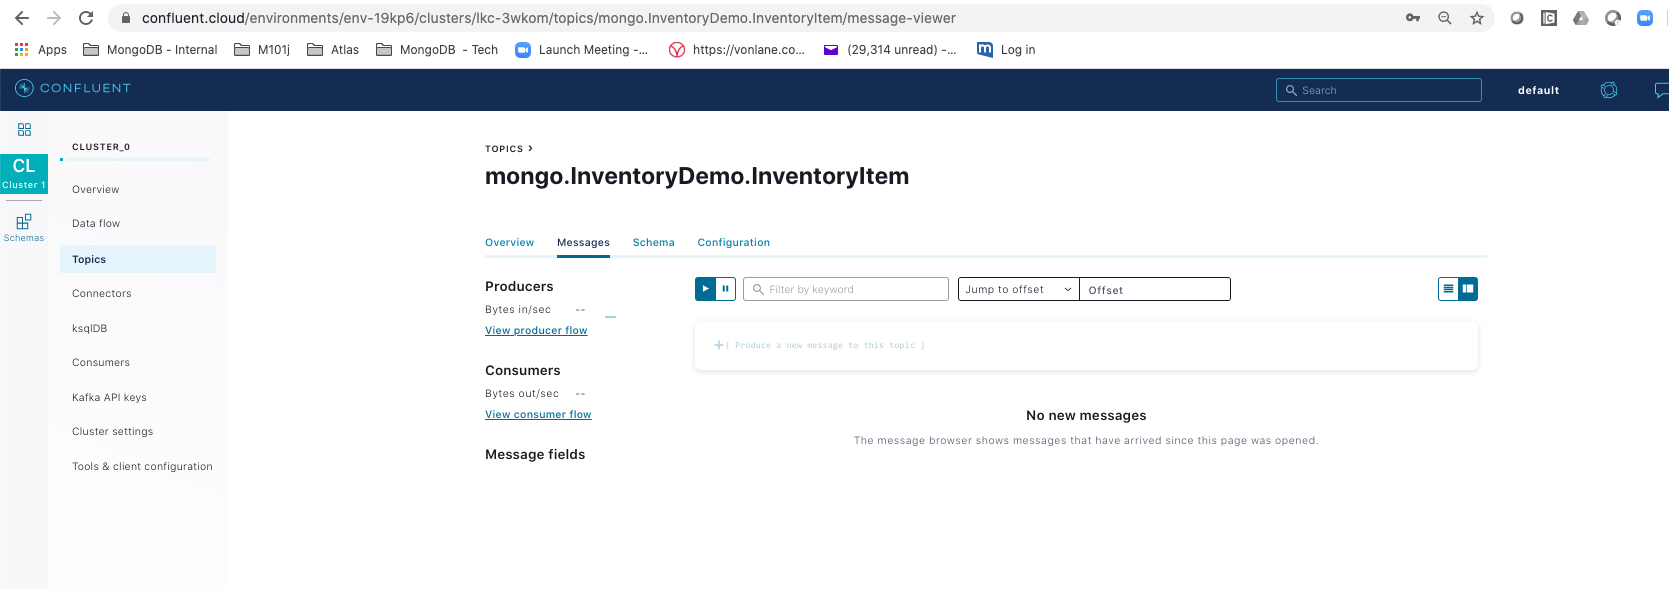 confluent.cloud/environments/env-19kp6/clusters/lkc-3wkom/topics/mongo.InventoryDemo.InventoryItem/message-viewer
Apps MongoDB - Internal M101j Atlas MongoDB - Tech Launch Meeting -... https://vonlane.co... (29,314 unread) -... Log in
CONFLUENT Search default
CL
Cluster 1
Schemas
CLUSTER_0
Overview
Data flow
Topics
Connectors
ksqlDB
Consumers
Kafka API keys
Cluster settings
Tools & client configuration
TOPICS >
mongo.InventoryDemo.InventoryItem
Overview Messages Schema Configuration
Producers
Bytes in/sec --
View producer flow
Consumers
Bytes out/sec --
View consumer flow
Message fields
Filter by keyword Jump to offset Offset
+{ Produce a new message to this topic }
No new messages
The message browser shows messages that have arrived since this page was opened.